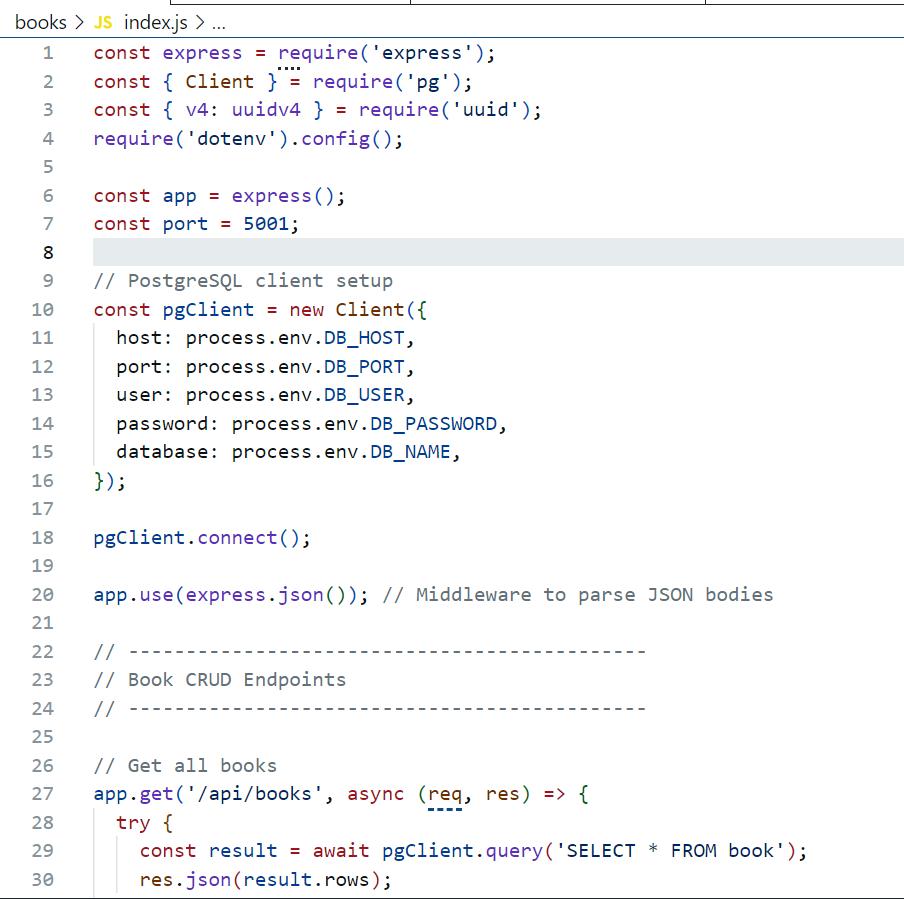 books > JS index.js > ...
1 const express = require('express');
2 const { Client } = require('pg');
3 const { v4: uuidv4 } = require('uuid');
4 require('dotenv').config();
5
6 const app = express();
7 const port = 5001;
8
9 // PostgreSQL client setup
10 const pgClient = new Client({
11   host: process.env.DB_HOST,
12   port: process.env.DB_PORT,
13   user: process.env.DB_USER,
14   password: process.env.DB_PASSWORD,
15   database: process.env.DB_NAME,
16 });
17
18 pgClient.connect();
19
20 app.use(express.json()); // Middleware to parse JSON bodies
21
22 // ---------------------------------------------
23 // Book CRUD Endpoints
24 // ---------------------------------------------
25
26 // Get all books
27 app.get('/api/books', async (req, res) => {
28   try {
29     const result = await pgClient.query('SELECT * FROM book');
30     res.json(result.rows);